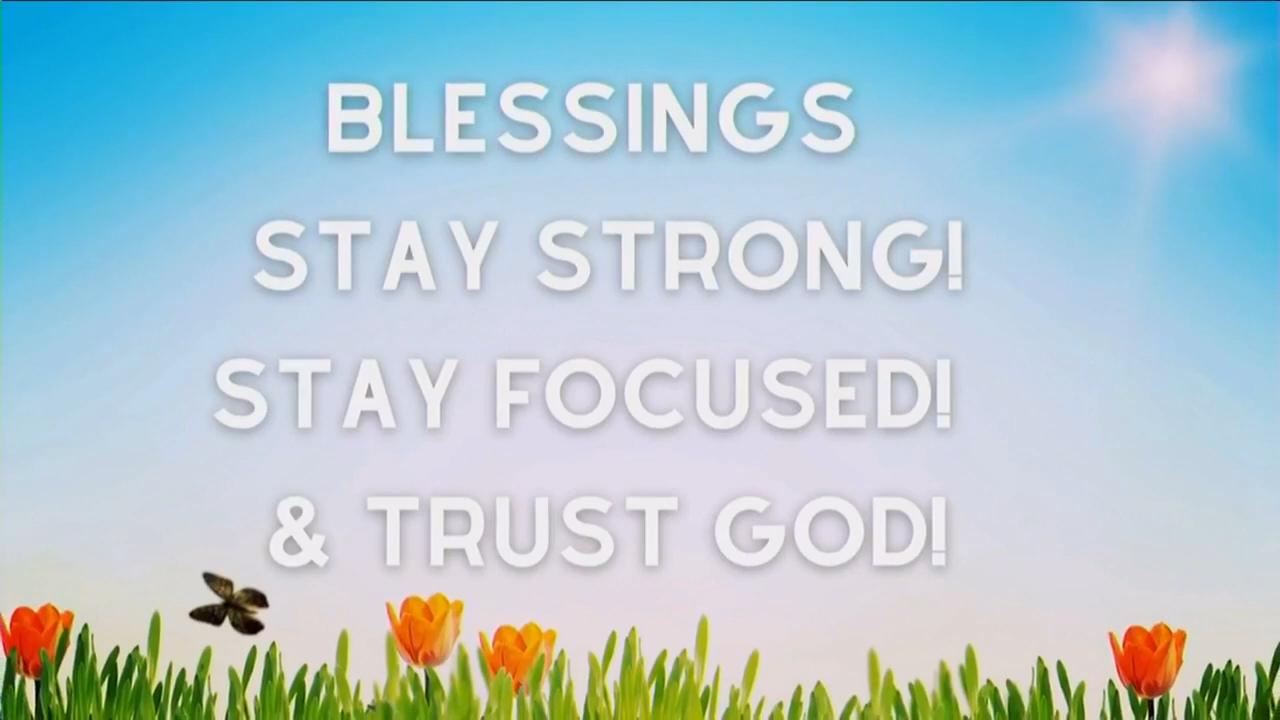 BLESSINGS
STAY STRONG!
STAY FOCUSED!
& TRUST GOD!